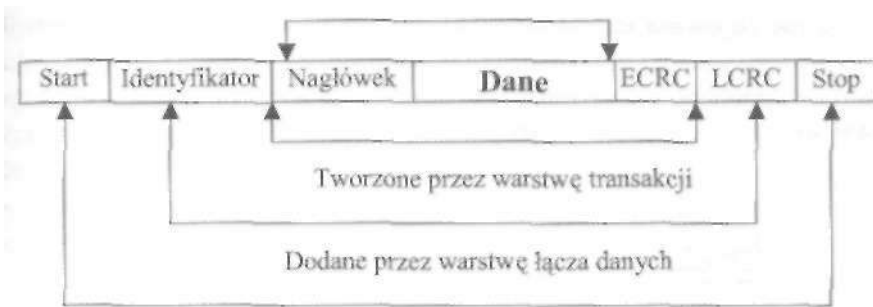 Start Identyfikator Nagłówek Dane ECRC LCRC Stop
Tworzone przez warstwę transakcji
Dodane przez warstwę łącza danych